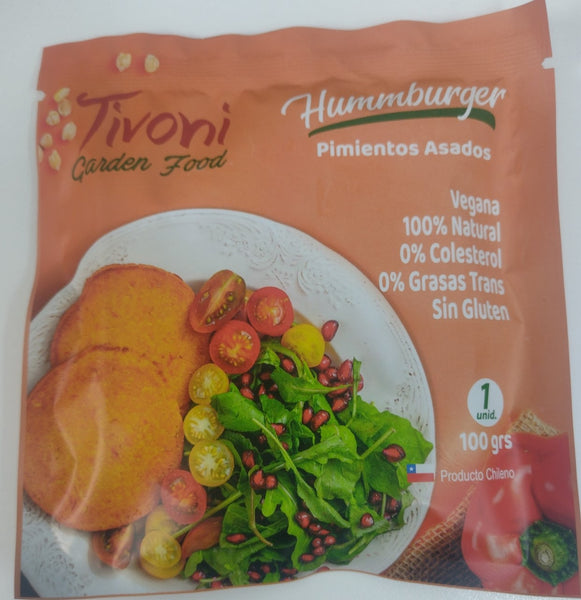 Tivoni
Garden Food
Hummburger
Pimientos Asados
Vegana
100% Natural
0% Colesterol
0% Grasas Trans
Sin Gluten
1
unid.
100 grs
Producto Chileno